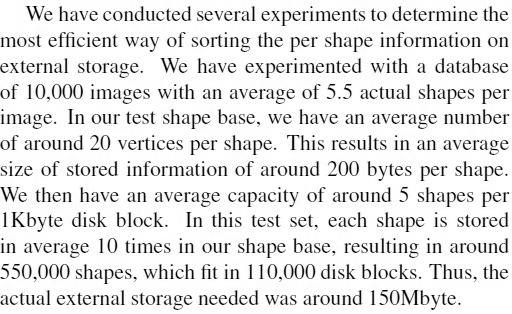 We have conducted several experiments to determine the
most efficient way of sorting the per shape information on
external storage. We have experimented with a database
of 10,000 images with an average of 5.5 actual shapes per
image. In our test shape base, we have an average number
of around 20 vertices per shape. This results in an average
size of stored information of around 200 bytes per shape.
We then have an average capacity of around 5 shapes per
1Kbyte disk block. In this test set, each shape is stored
in average 10 times in our shape base, resulting in around
550,000 shapes, which fit in 110,000 disk blocks. Thus, the
actual external storage needed was around 150Mbyte.